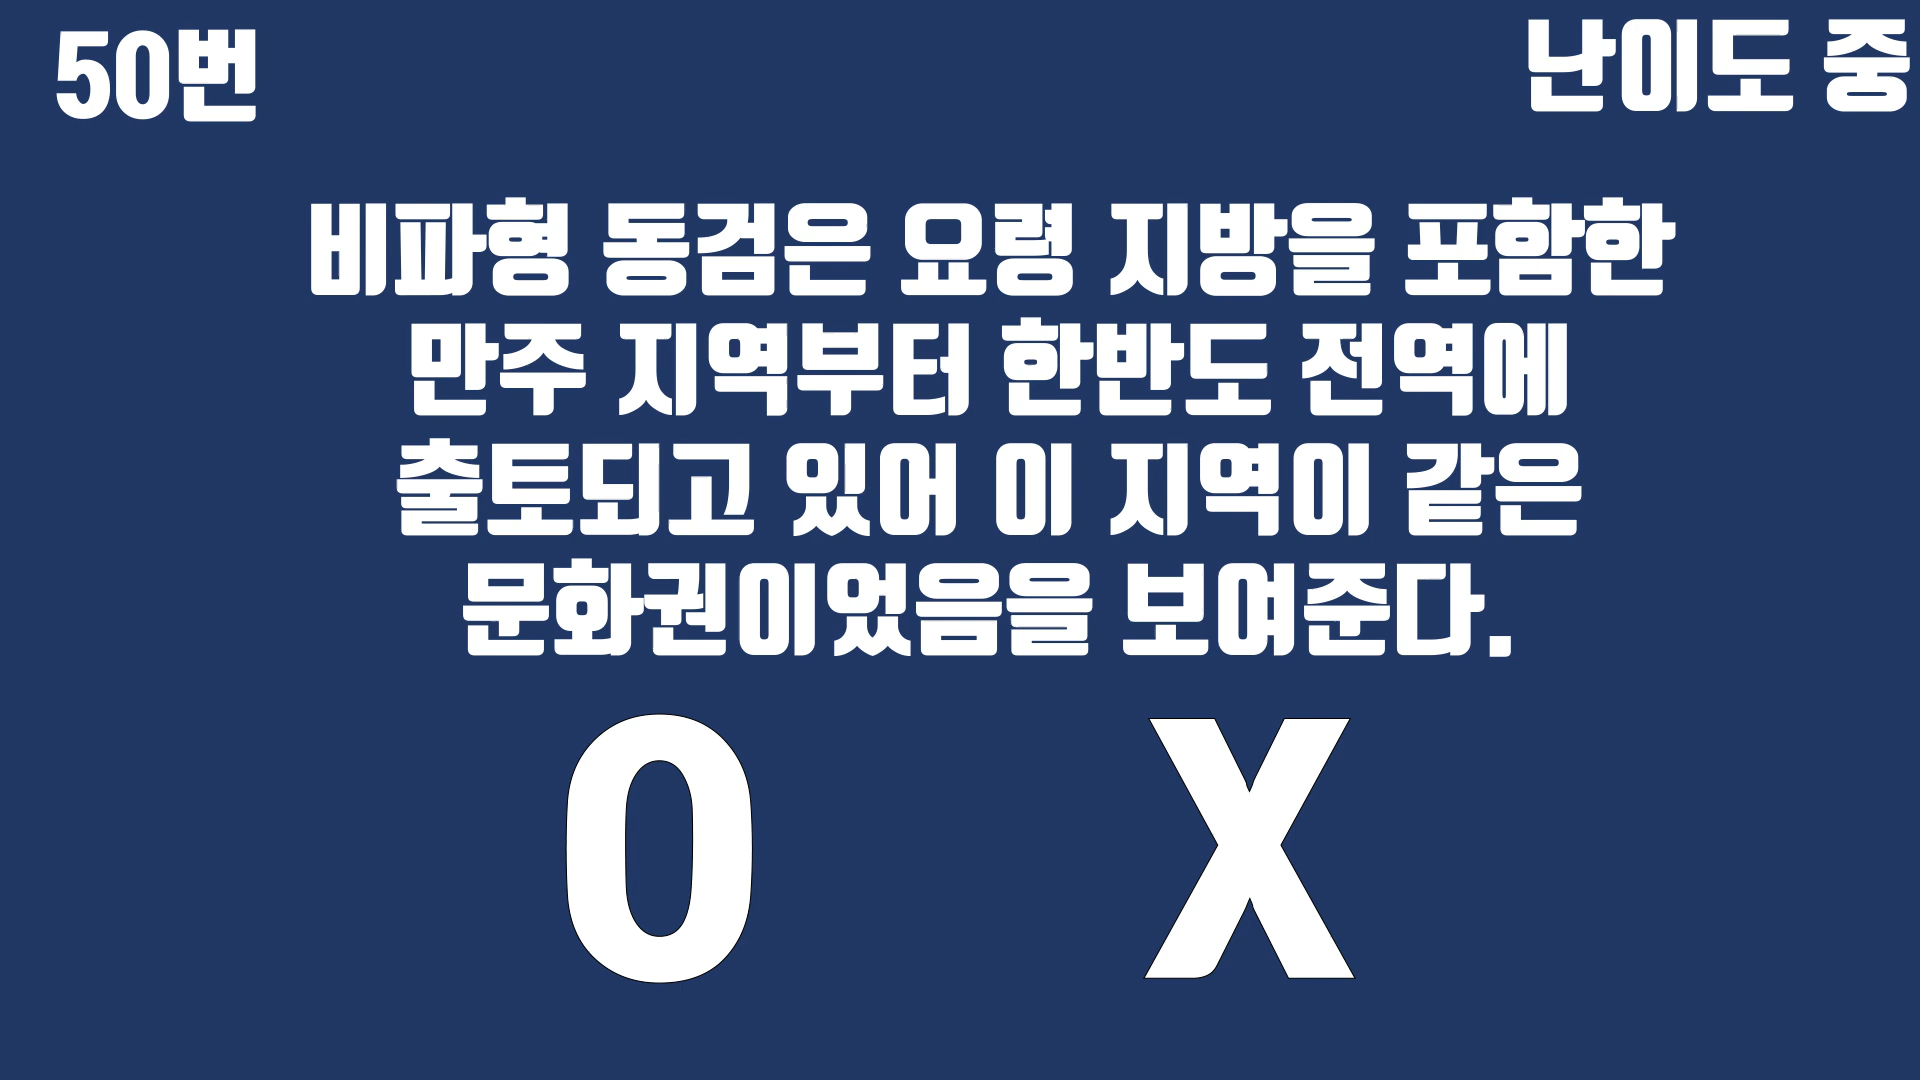 50번
난이도 중
비파형 동검은 요령 지방을 포함한
만주 지역부터 한반도 전역에
출토되고 있어 이 지역이 같은
문화권이었음을 보여준다.
O X